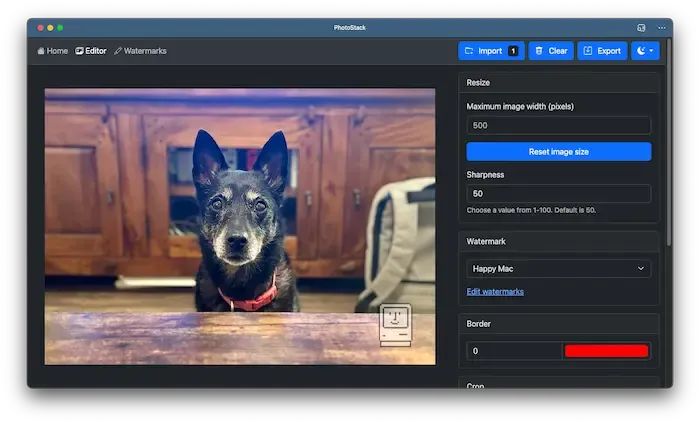 PhotoStack
Home Editor Watermarks
Import 1 Clear Export
Resize
Maximum image width (pixels)
500
Reset image size
Sharpness
50
Choose a value from 1-100. Default is 50.
Watermark
Happy Mac
Edit watermarks
Border
0
Crop